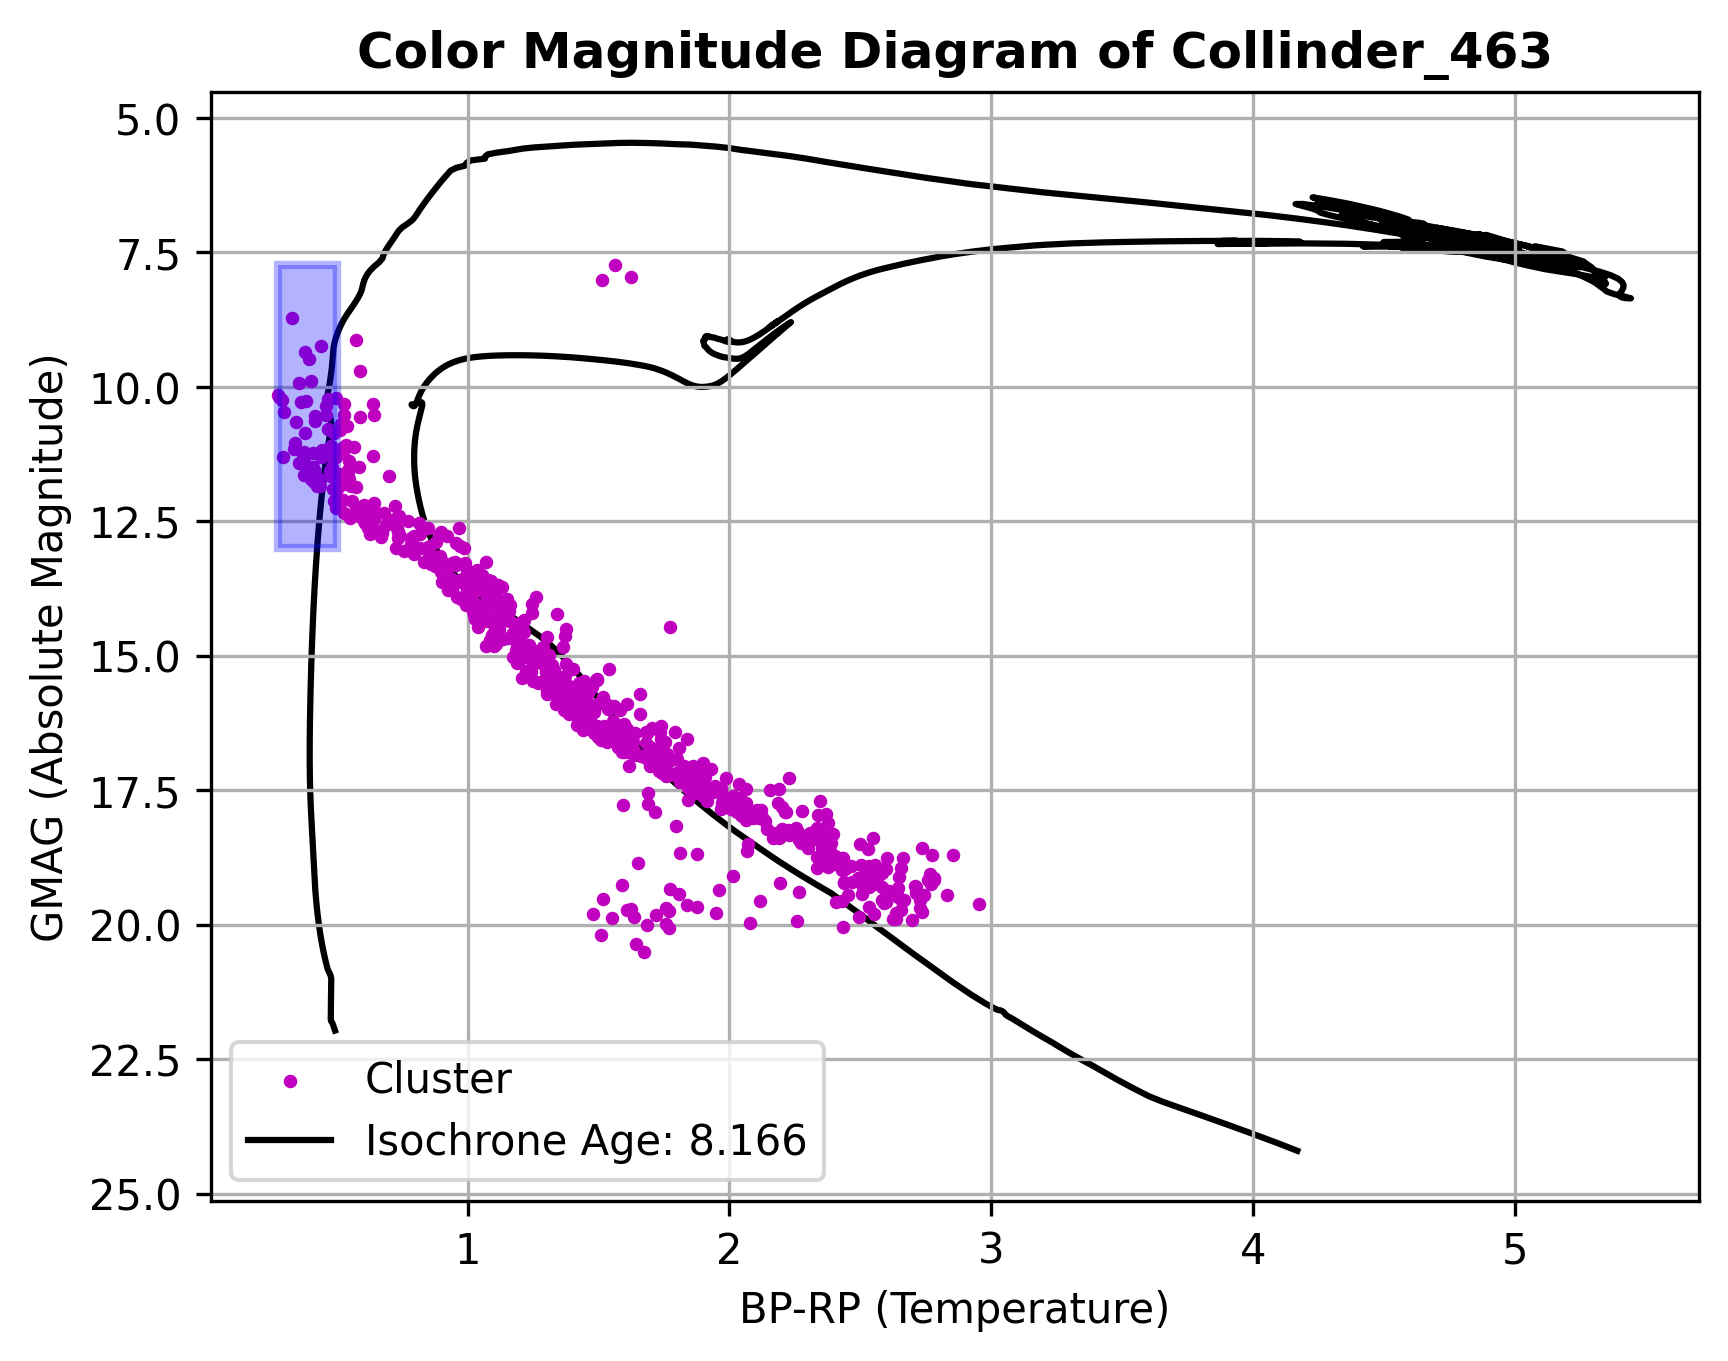 Color Magnitude Diagram of Collinder_463
GMAG (Absolute Magnitude)
5.0
7.5
10.0
12.5
15.0
17.5
20.0
22.5
25.0
Cluster
Isochrone Age: 8.166
1 2 3 4 5
BP-RP (Temperature)